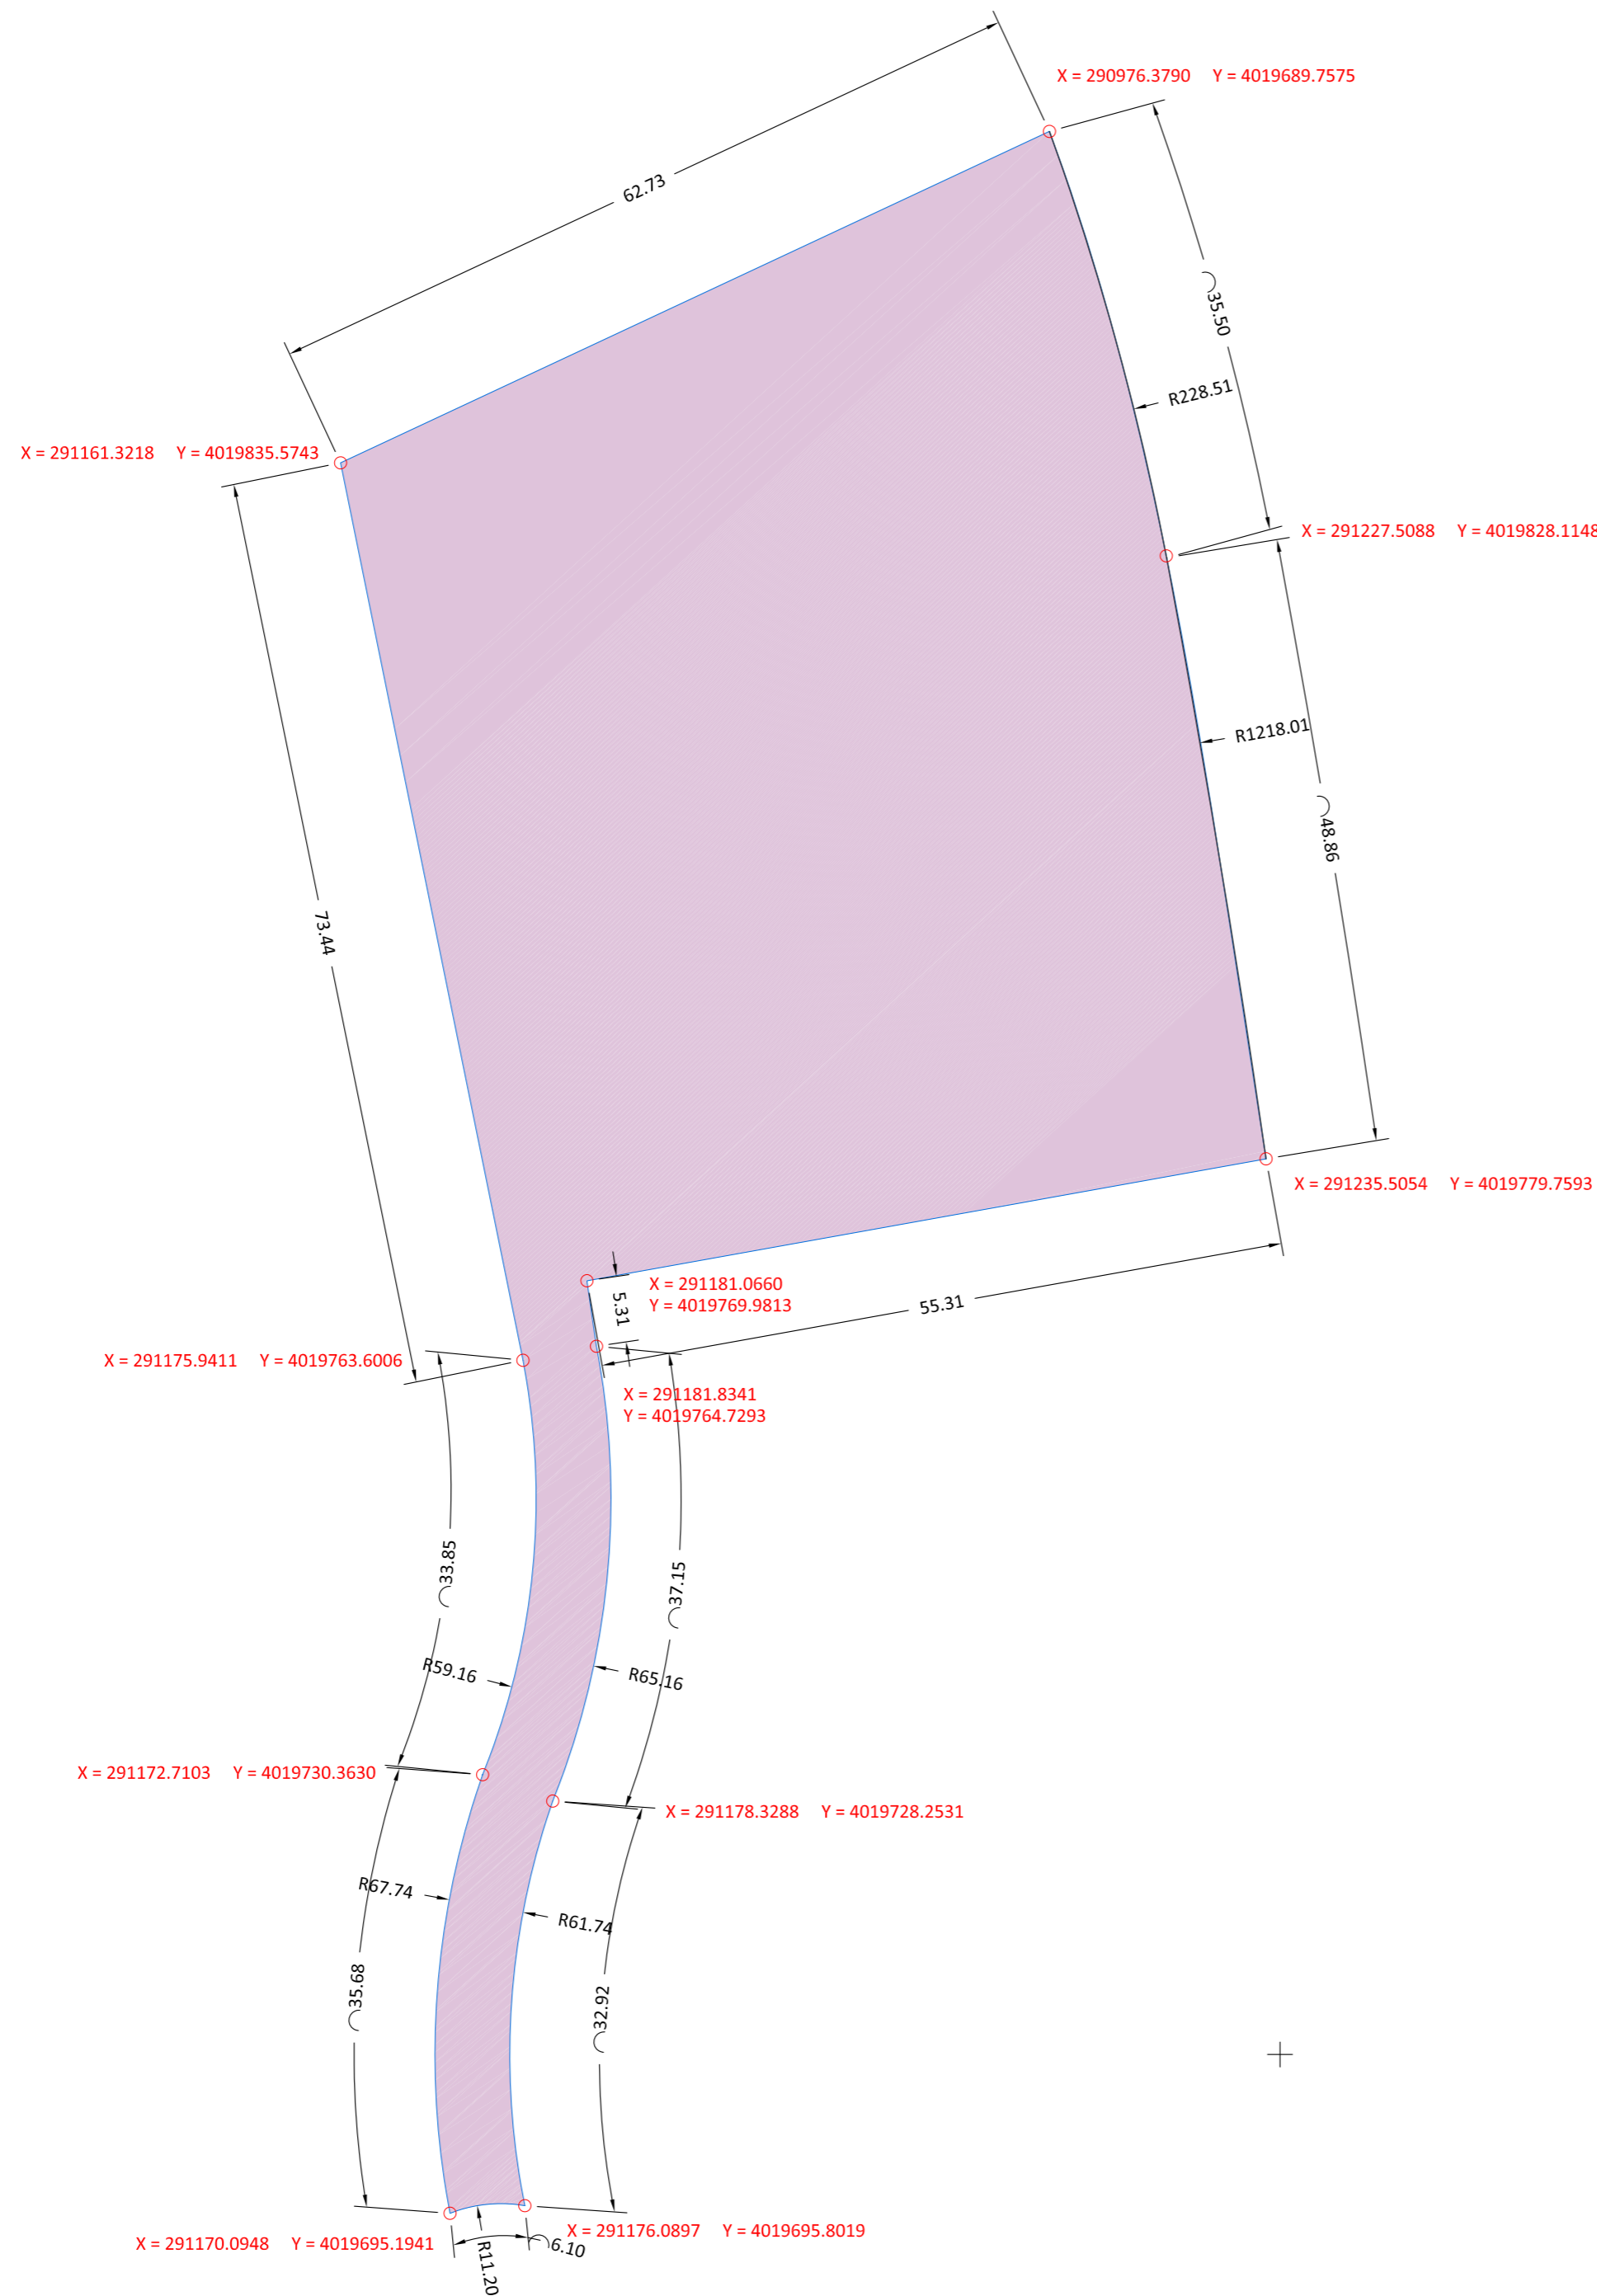 X = 290976.3790 Y = 4019689.7575
62.73
35.50
R228.51
X = 291161.3218 Y = 4019835.5743
X = 291227.5088 Y = 4019828.1148
R1218.01
48.86
73.44
X = 291235.5054 Y = 4019779.7593
X = 291181.0660
Y = 4019769.9813
5.31
55.31
X = 291175.9411 Y = 4019763.6006
X = 291181.8341
Y = 4019764.7293
33.85
37.15
R59.16
R65.16
X = 291172.7103 Y = 4019730.3630
X = 291178.3288 Y = 4019728.2531
R67.74
R61.74
35.68
32.92
X = 291176.0897 Y = 4019695.8019
X = 291170.0948 Y = 4019695.1941
6.10
R11.20